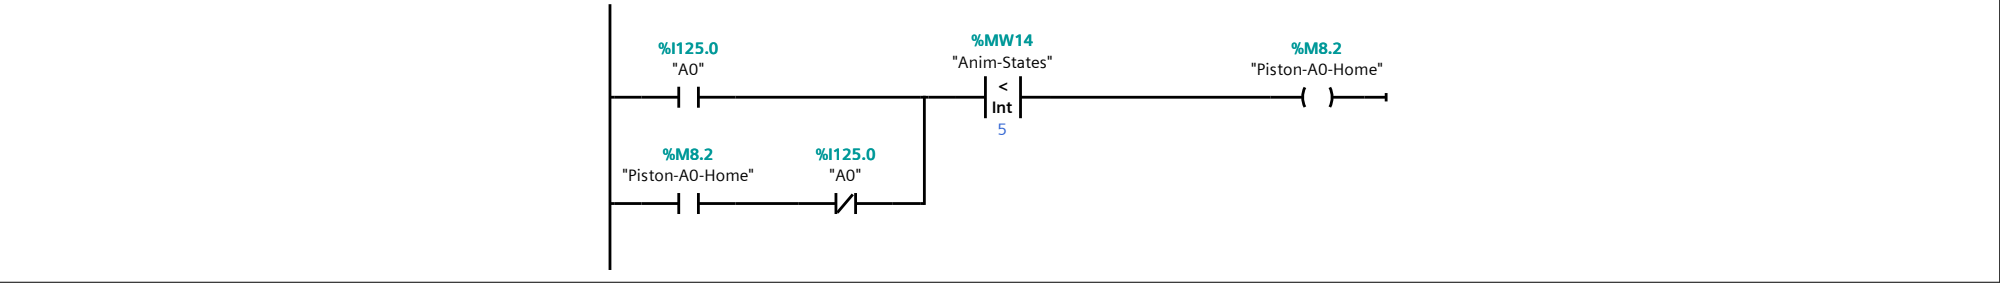 %MW14
%I125.0
"Anim-States"
%M8.2
"A0"
"Piston-A0-Home"
<
Int
5
%M8.2
%I125.0
"Piston-A0-Home"
"A0"